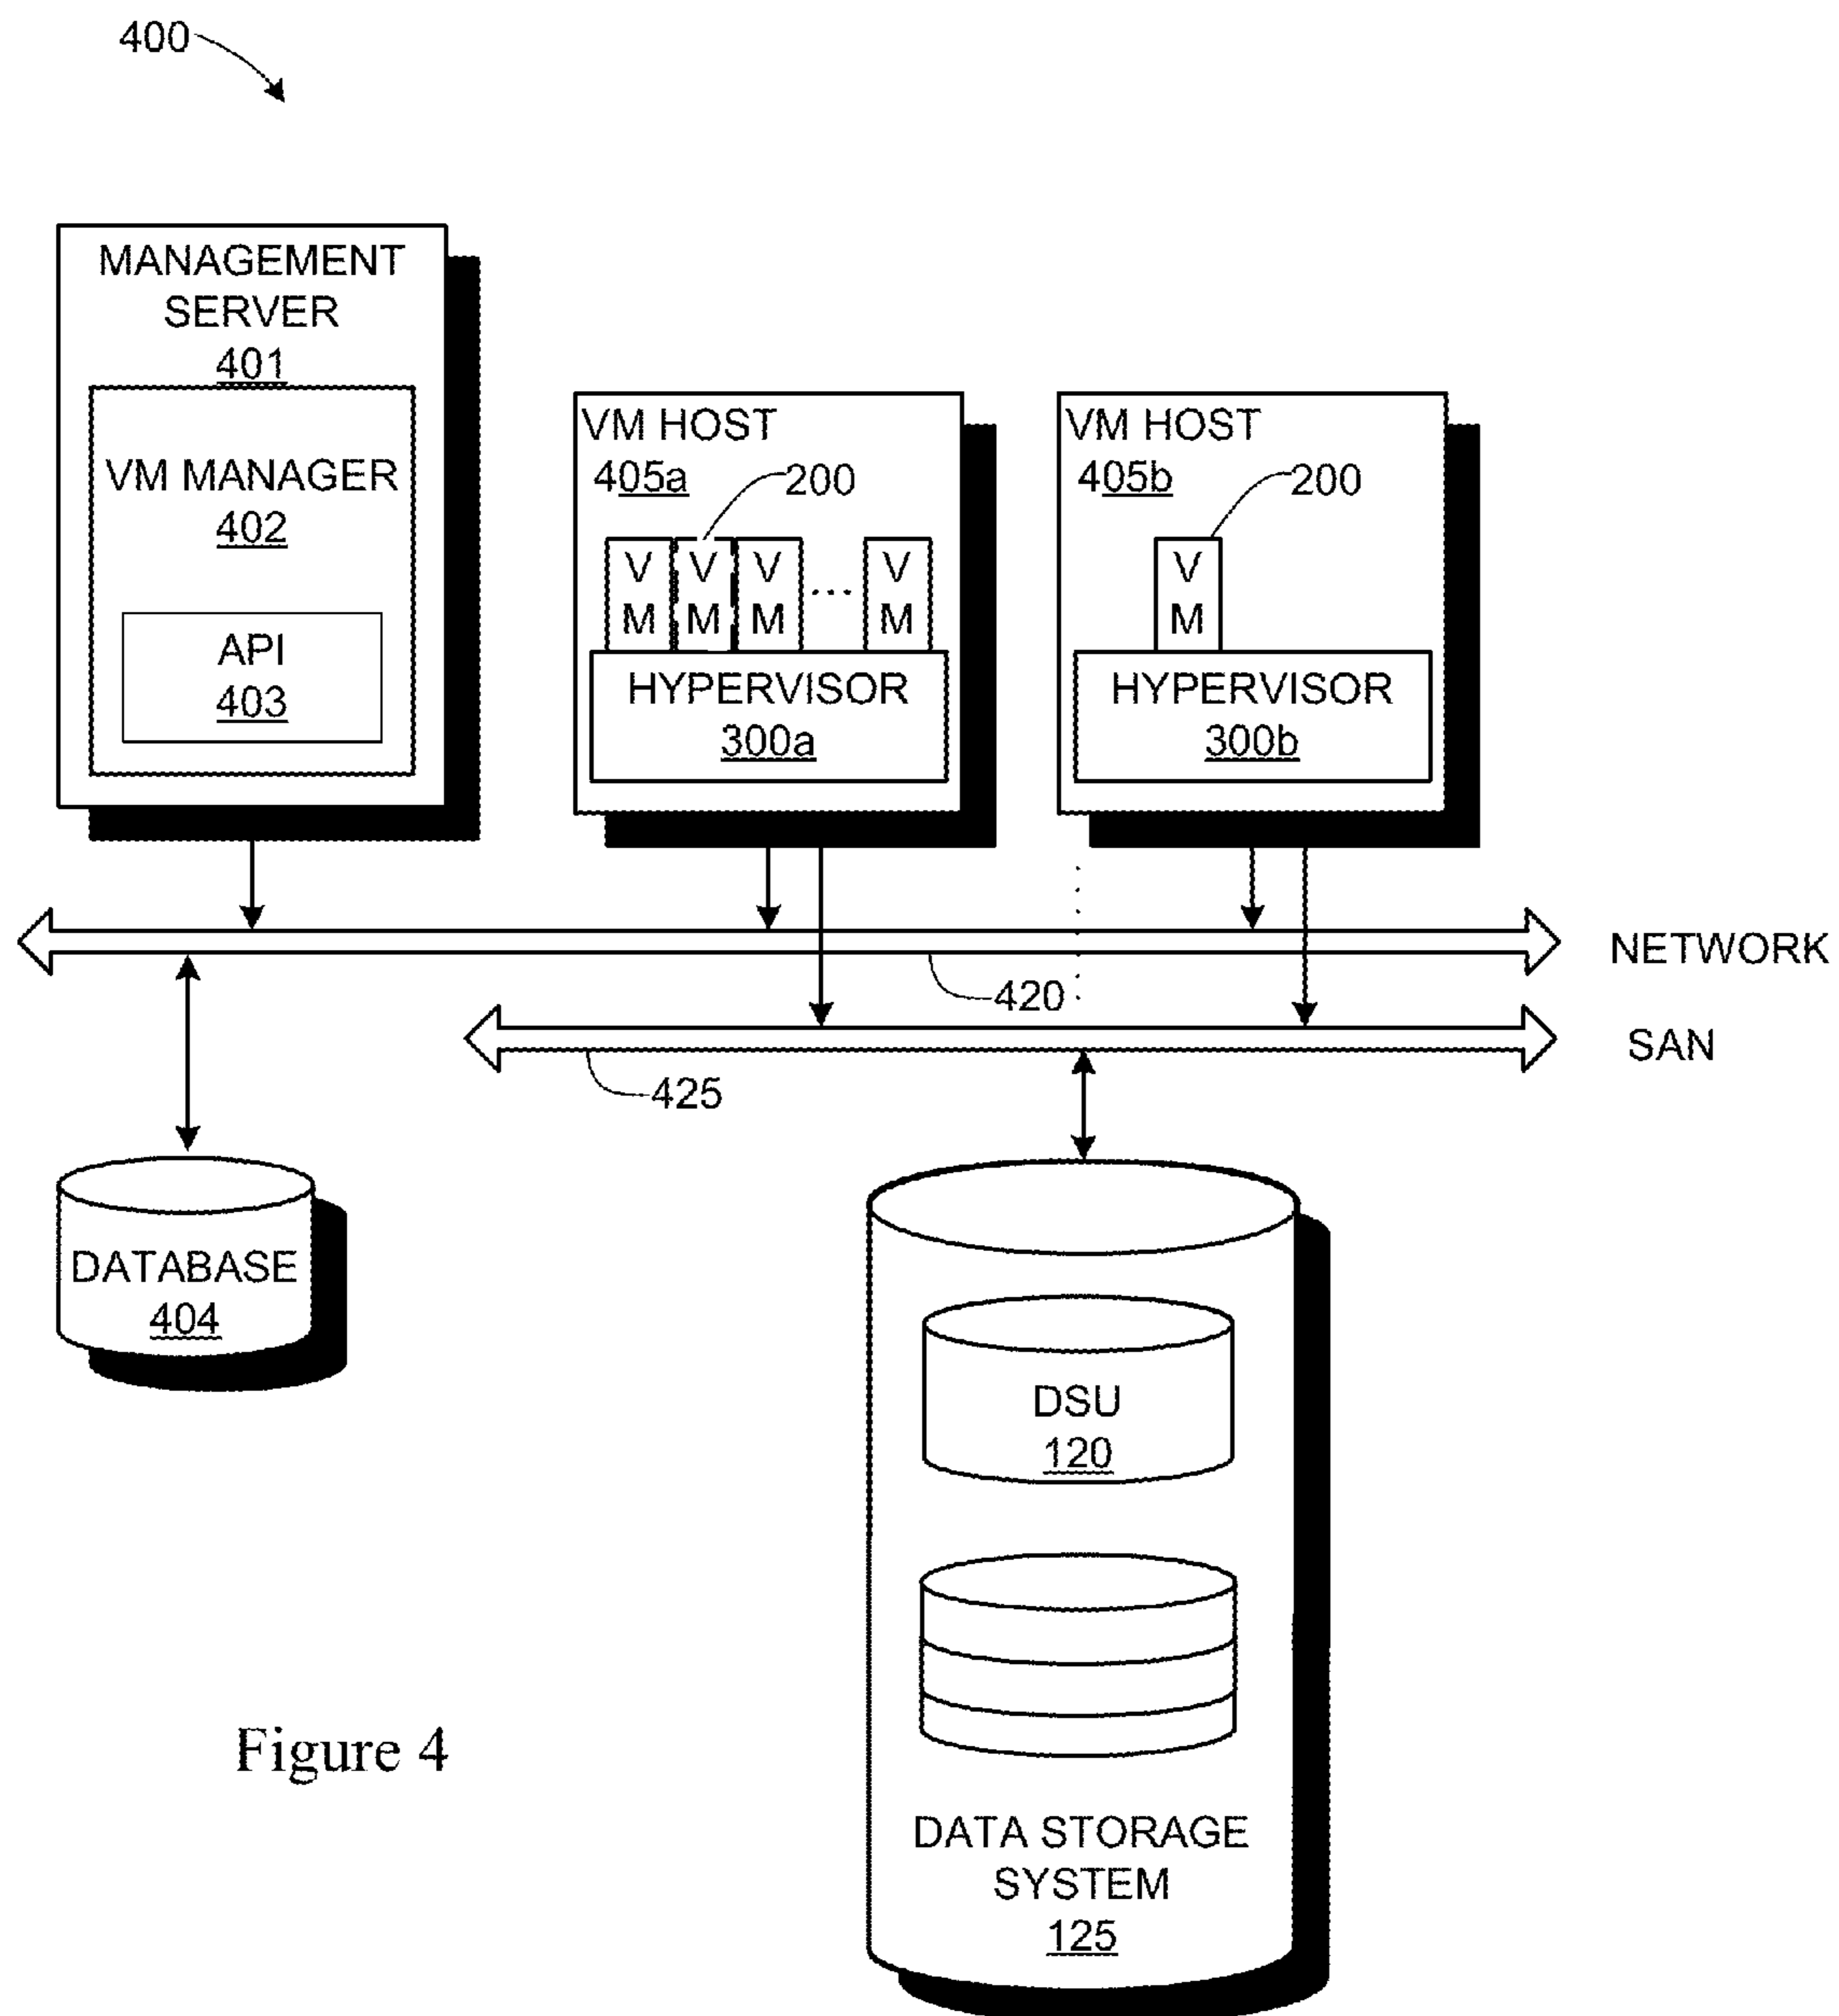 400
MANAGEMENT
SERVER
401
VM MANAGER
402
API
403
VM HOST
405a
200
V V V ... V
M M M M
HYPERVISOR
300a
VM HOST
405b
200
V
M
HYPERVISOR
300b
NETWORK
420
SAN
425
DATABASE
404
DSU
120
DATA STORAGE
SYSTEM
125
Figure 4